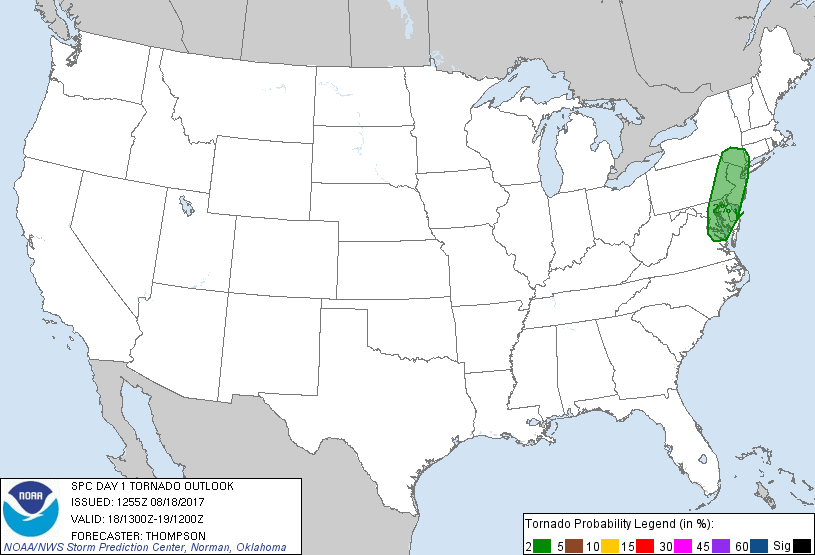 NOAA
SPC DAY 1 TORNADO OUTLOOK
ISSUED: 1255Z 08/18/2017
VALID: 18/1300Z-19/1200Z
FORECASTER: THOMPSON
NOAA/NWS Storm Prediction Center, Norman, Oklahoma
Tornado Probability Legend (in %):
2 5 10 15 30 45 60 Sig